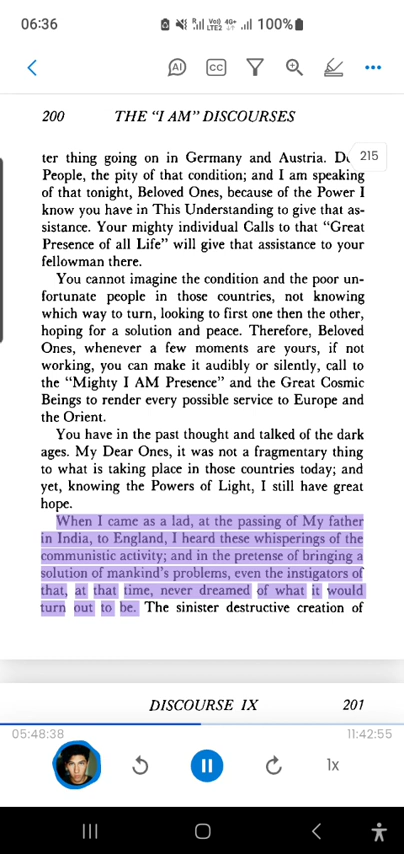 06:36
Vo) 4G+
LTE2
100%
AI
CC
200 THE “I AM” DISCOURSES
215
ter thing going on in Germany and Austria.
People, the pity of that condition; and I am speaking
of that tonight, Beloved Ones, because of the Power I
know you have in This Understanding to give that as-
sistance. Your mighty individual Calls to that “Great
Presence of all Life” will give that assistance to your
fellowman there.
You cannot imagine the condition and the poor un-
fortunate people in those countries, not knowing
which way to turn, looking to first one then the other,
hoping for a solution and peace. Therefore, Beloved
Ones, whenever a few moments are yours, if not
working, you can make it audibly or silently, call to
the “Mighty I AM Presence” and the Great Cosmic
Beings to render every possible service to Europe and
the Orient.
You have in the past thought and talked of the dark
ages. My Dear Ones, it was not a fragmentary thing
to what is taking place in those countries today; and
yet, knowing the Powers of Light, I still have great
hope.
When I came as a lad, at the passing of My father
in India, to England, I heard these whisperings of the
communistic activity; and in the pretense of bringing a
solution of mankind’s problems, even the instigators of
that, at that time, never dreamed of what it would
turn out to be. The sinister destructive creation of
DISCOURSE IX 201
05:48:38
11:42:55
1x